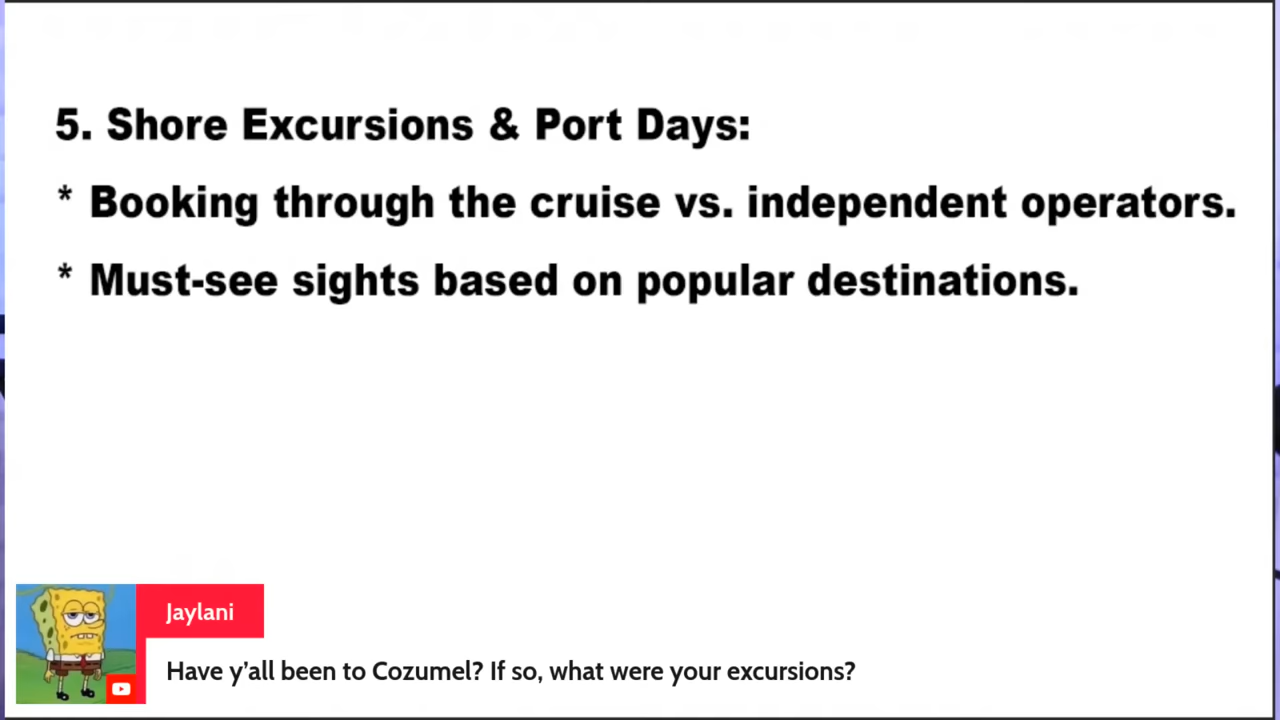 5. Shore Excursions & Port Days:
* Booking through the cruise vs. independent operators.
* Must-see sights based on popular destinations.
Jaylani
Have y’all been to Cozumel? If so, what were your excursions?